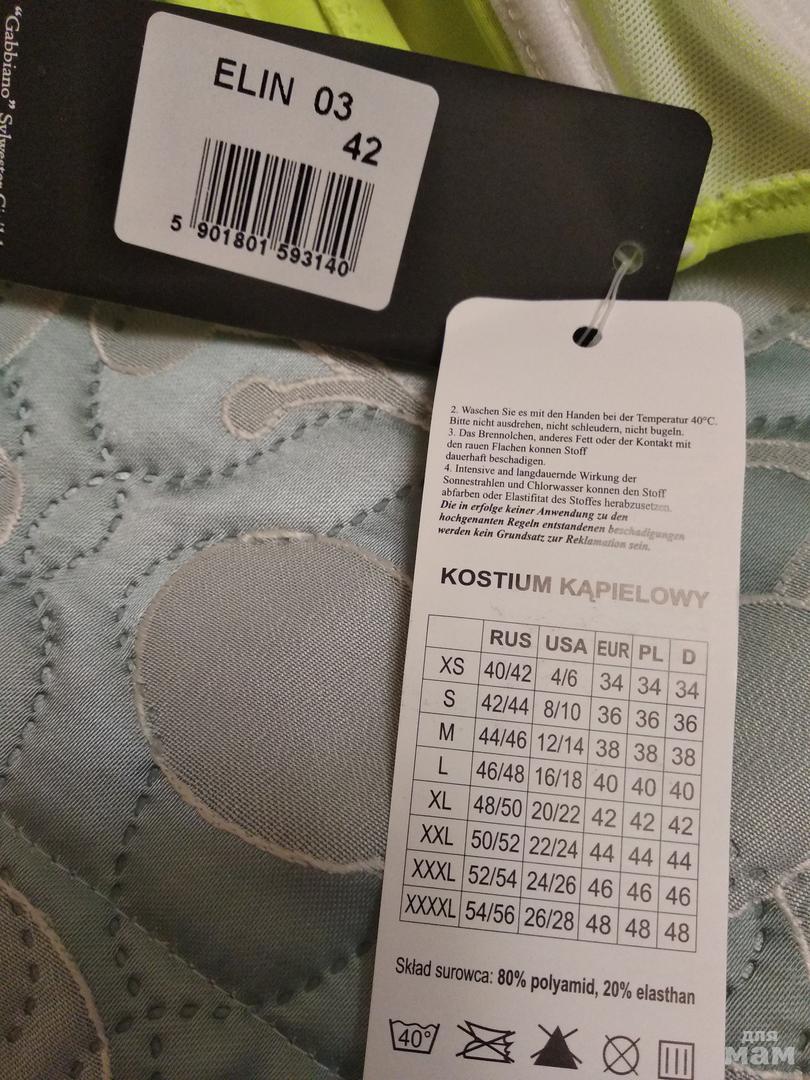 "Gabbiano" Sylwester
ELIN 03
42
5 901801 593140
2. Waschen Sie es mit den Handen bei der Temperatur 40°C.
Bitte nicht ausdrehen, nicht schleudern, nicht bugeln.
3. Das Brennolchen, anderes Fett oder der Kontakt mit
den rauen Flachen konnen Stoff
dauerhaft beschadigen.
4. Intensive and langdauernde Wirkung der
Sonnestrahlen und Chlorwasser konnen den Stoff
abfarben oder Elastifitat des Stoffes herabzusetzen.
Die in erfolge keiner Anwendung zu den
hochgenanten Regeln entstandenen beschadigungen
werden kein Grundsatz zur Reklamation sein.
KOSTIUM KĄPIELOWY
RUS USA EUR PL D
XS 40/42 4/6 34 34 34
S 42/44 8/10 36 36 36
M 44/46 12/14 38 38 38
L 46/48 16/18 40 40 40
XL 48/50 20/22 42 42 42
XXL 50/52 22/24 44 44 44
XXXL 52/54 24/26 46 46 46
XXXXL 54/56 26/28 48 48 48
Skład surowca: 80% polyamid, 20% elasthan
40°
для
мам